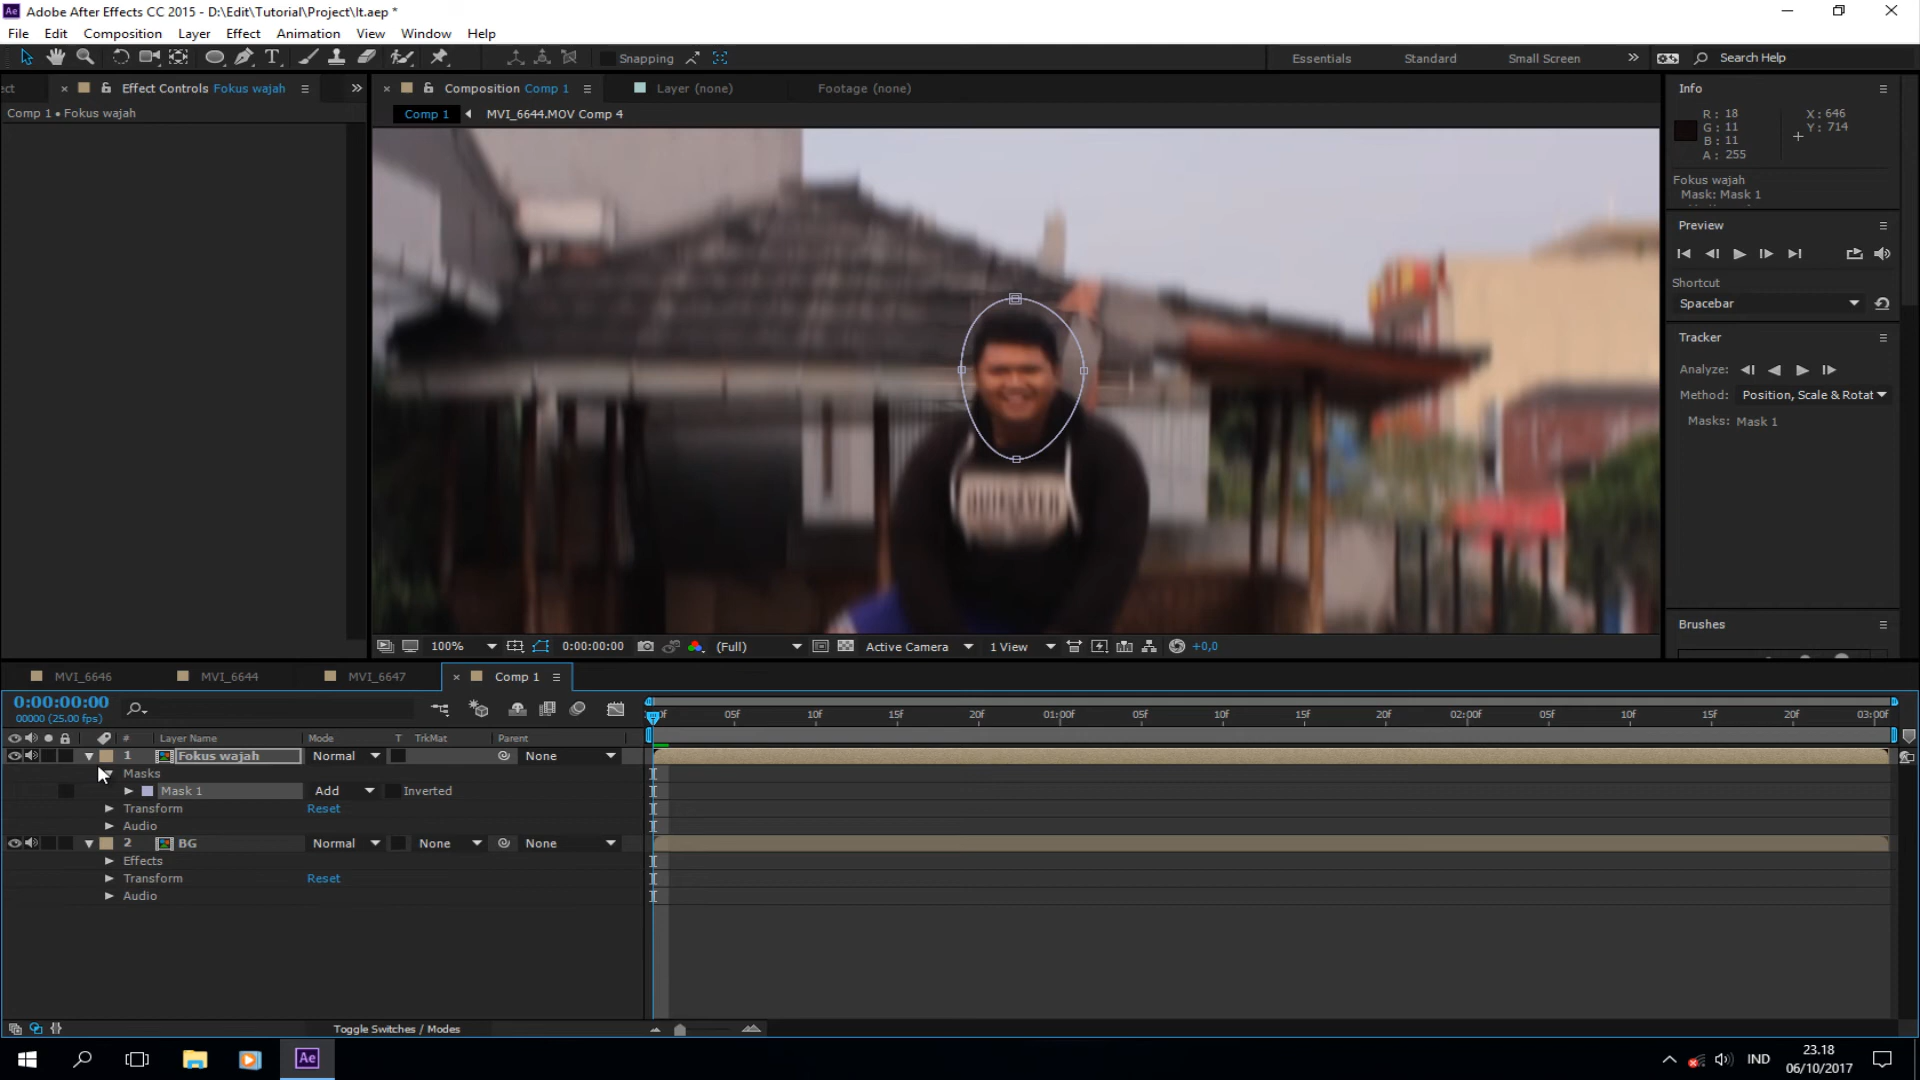 Adobe After Effects CC 2015 - D:\Edit\Tutorial\Project\lt.aep *
File Edit Composition Layer Effect Animation View Window Help
Snapping Essentials Standard Small Screen Search Help
ect Effect Controls Fokus wajah Composition Comp 1 Layer (none) Footage (none) Info
Comp 1 • Fokus wajah Comp 1 MVI_6644.MOV Comp 4
R: 18 X: 646
G: 11 Y: 714
B: 11
A: 255
Fokus wajah
Mask: Mask 1
Preview
Shortcut
Spacebar
Tracker
Analyze:
Method: Position, Scale & Rotat
Masks: Mask 1
Brushes
100% 0:00:00:00 (Full) Active Camera 1 View +0,0
MVI_6646 MVI_6644 MVI_6647 Comp 1
0:00:00:00
00000 (25.00 fps)
05f 10f 15f 20f 01:00f 05f 10f 15f 20f 02:00f 05f 10f 15f 20f 03:00f
# Layer Name Mode T TrkMat Parent
1 Fokus wajah Normal None
Masks
Mask 1 Add Inverted
Transform Reset
Audio
2 BG Normal None None
Effects
Transform Reset
Audio
Toggle Switches / Modes
Ae IND 23.18
06/10/2017